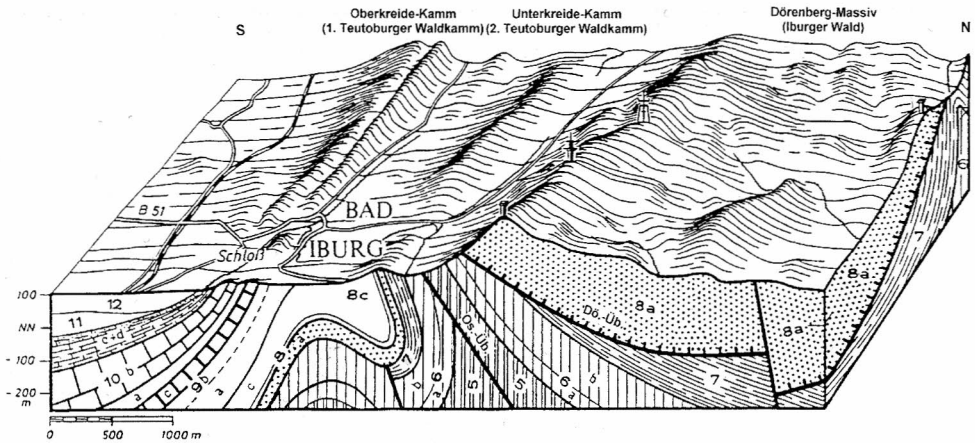 S
Oberkreide-Kamm
(1. Teutoburger Waldkamm)
Unterkreide-Kamm
(2. Teutoburger Waldkamm)
Dörenberg-Massiv
(Iburger Wald)
N
B 51
BAD
IBURG
Schloß
100
NN
- 100
- 200
m
12
11
c+d
10
b
a
c
9
b
a
c
8
a
8c
7
b
6
a
5
Os.-Üb.
5
6
a
b
8a
Dö.-Üb.
7
8a
8a
7
6
0 500 1000 m